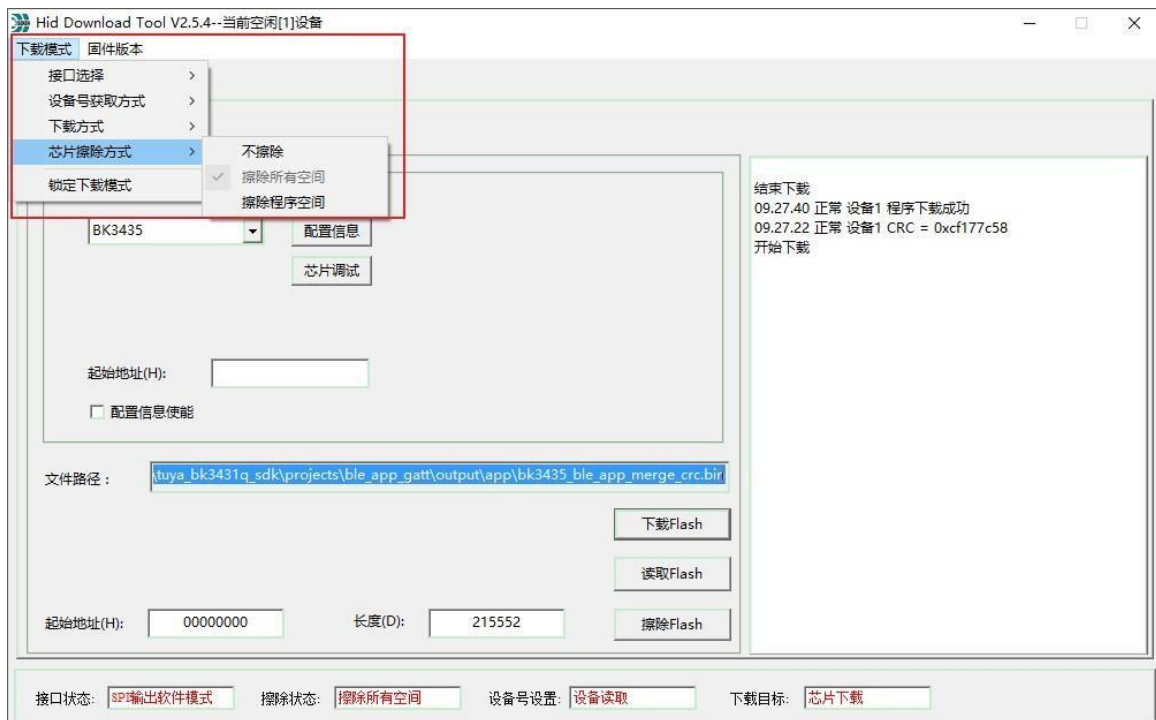 Hid Download Tool V2.5.4--当前空闲[1]设备
下载模式 固件版本
接口选择
设备号获取方式
下载方式
芯片擦除方式
不擦除
擦除所有空间
锁定下载模式
擦除程序空间
BK3435
配置信息
芯片调试
起始地址(H):
配置信息使能
文件路径：
\tuya_bk3431q_sdk\projects\ble_app_gatt\output\app\bk3435_ble_app_merge_crc.bin
下载Flash
读取Flash
起始地址(H): 00000000 长度(D): 215552 擦除Flash
结束下载
09.27.40 正常 设备1 程序下载成功
09.27.22 正常 设备1 CRC = 0xcf177c58
开始下载
接口状态: SPI输出软件模式 擦除状态: 擦除所有空间 设备号设置: 设备读取 下载目标: 芯片下载